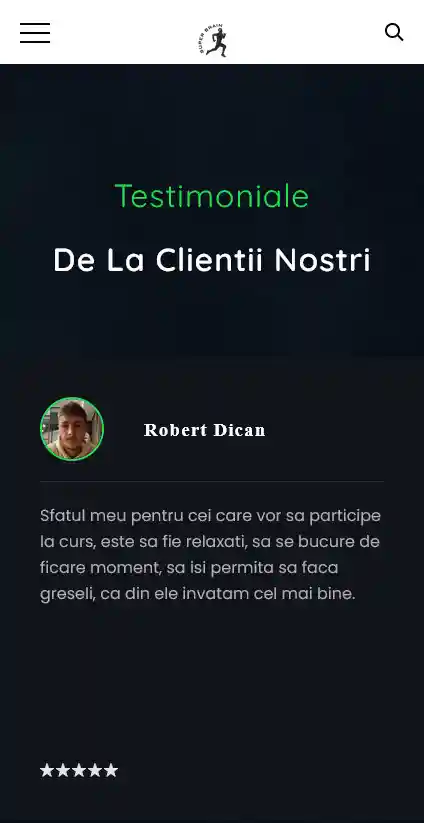 SUPER BRAIN
Testimoniale
De La Clientii Nostri
Robert Dican
Sfatul meu pentru cei care vor sa participe
la curs, este sa fie relaxati, sa se bucure de
ficare moment, sa isi permita sa faca
greseli, ca din ele invatam cel mai bine.